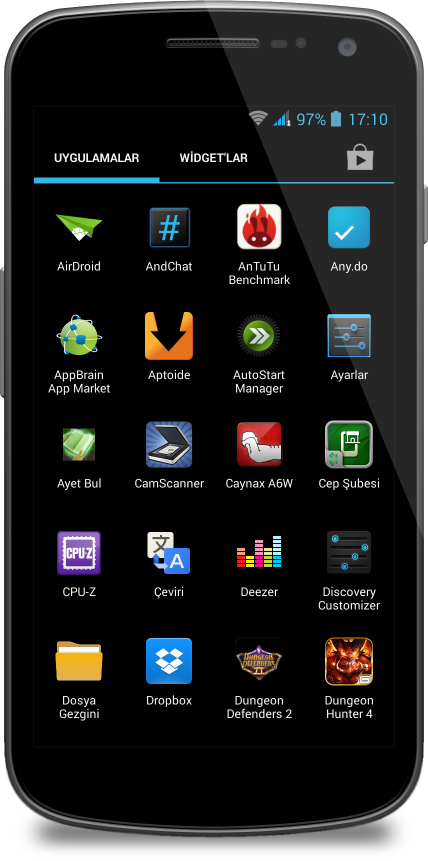 97% 17:10
UYGULAMALAR WİDGET'LAR
AirDroid AndChat AnTuTu Benchmark Any.do
AppBrain App Market Aptoide AutoStart Manager Ayarlar
Ayet Bul CamScanner Caynax A6W Cep Şubesi
CPU-Z
CPU-Z Çeviri Deezer Discovery Customizer
Dosya Gezgini Dropbox Dungeon Defenders 2 Dungeon Hunter 4